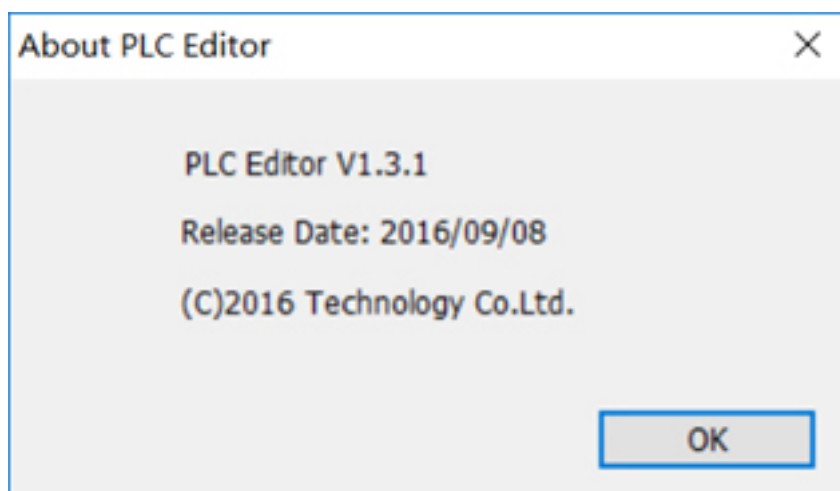 About PLC Editor
PLC Editor V1.3.1
Release Date: 2016/09/08
(C)2016 Technology Co.Ltd.
OK